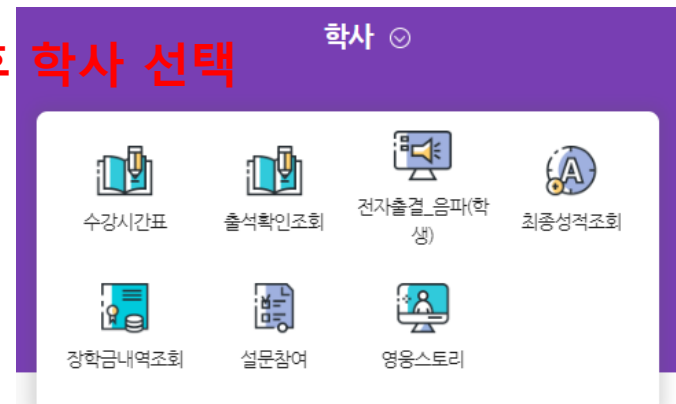 학사
후 학사 선택
수강시간표
출석확인조회
전자출결_음파(학
생)
최종성적조회
장학금내역조회
설문참여
영웅스토리